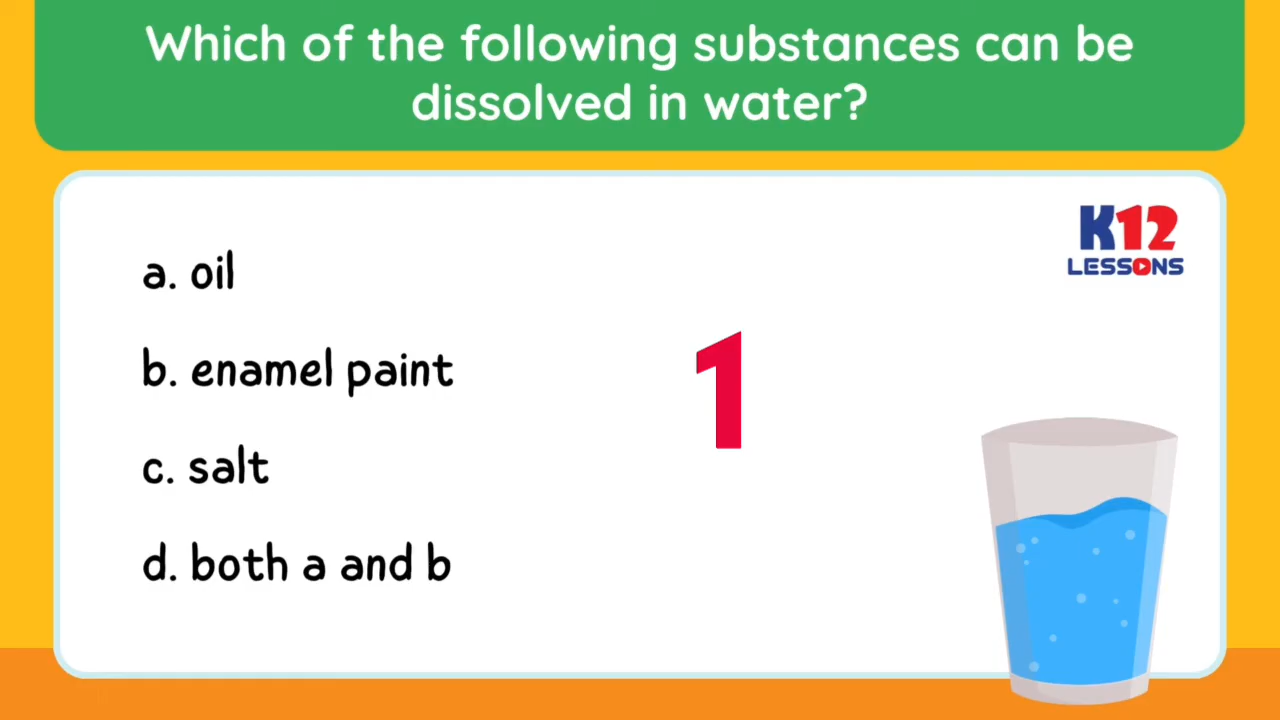 Which of the following substances can be
dissolved in water?
K12
LESSONS
a. oil
b. enamel paint
1
c. salt
d. both a and b